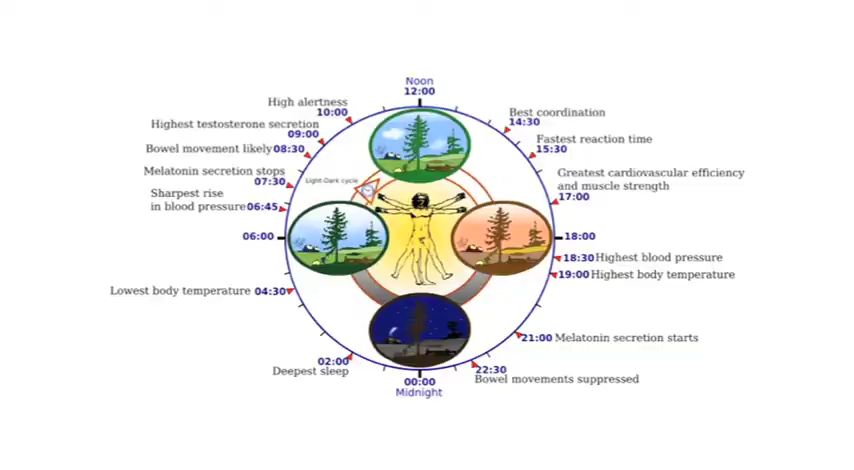 Noon
12:00
High alertness
10:00
Highest testosterone secretion
09:00
Bowel movement likely 08:30
Melatonin secretion stops
07:30
Sharpest rise
in blood pressure 06:45
06:00
Lowest body temperature 04:30
02:00
Deepest sleep
Light-Dark cycle
Best coordination
14:30
Fastest reaction time
15:30
Greatest cardiovascular efficiency
and muscle strength
17:00
18:00
18:30 Highest blood pressure
19:00 Highest body temperature
21:00 Melatonin secretion starts
22:30
Bowel movements suppressed
00:00
Midnight